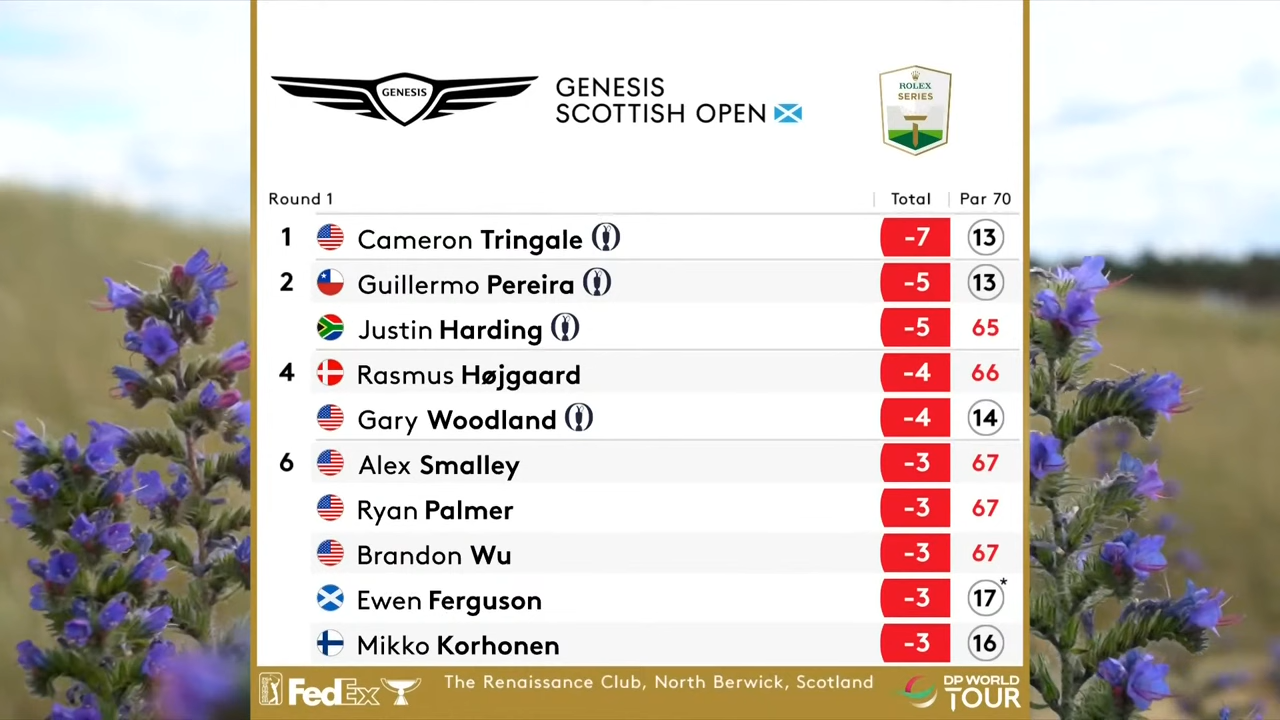 GENESIS
GENESIS
SCOTTISH OPEN
ROLEX
SERIES
Round 1 Total Par 70
1 Cameron Tringale -7 13
2 Guillermo Pereira -5 13
Justin Harding -5 65
4 Rasmus Højgaard -4 66
Gary Woodland -4 14
6 Alex Smalley -3 67
Ryan Palmer -3 67
Brandon Wu -3 67
Ewen Ferguson -3 17*
Mikko Korhonen -3 16
FedEx The Renaissance Club, North Berwick, Scotland DP WORLD
TOUR